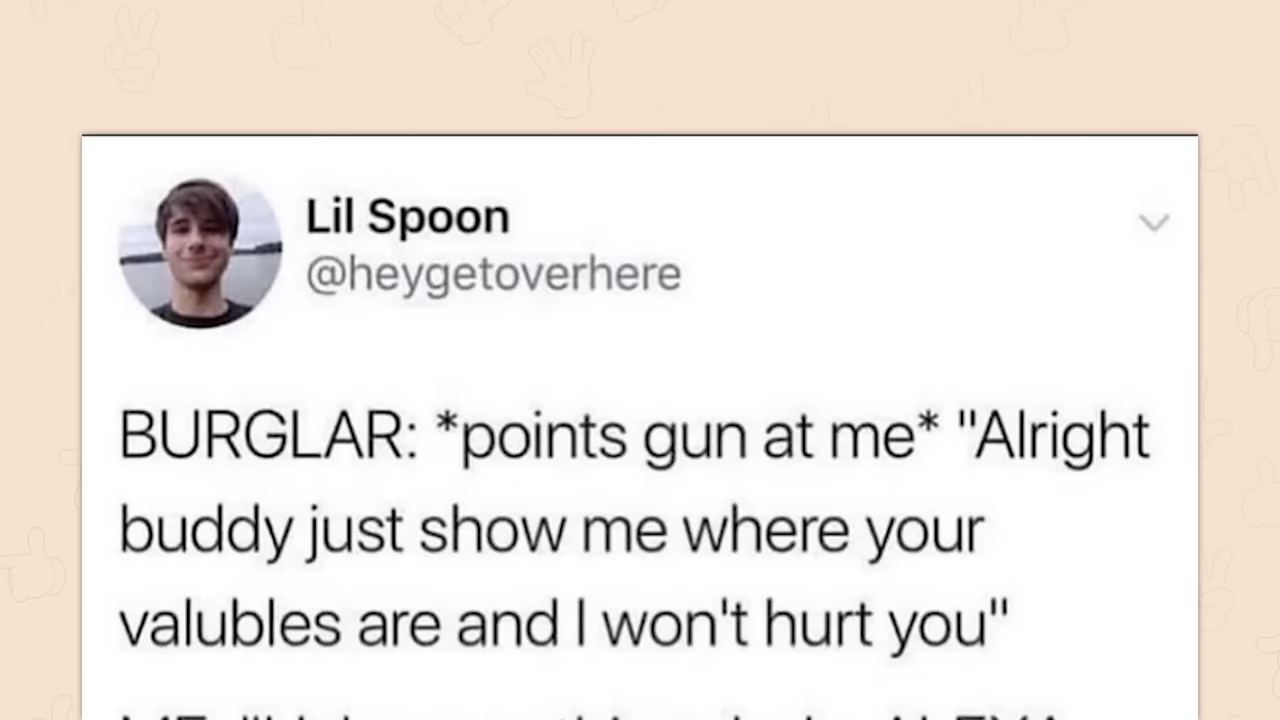 Lil Spoon
@heygetoverhere
BURGLAR: *points gun at me* "Alright
buddy just show me where your
valubles are and I won't hurt you"